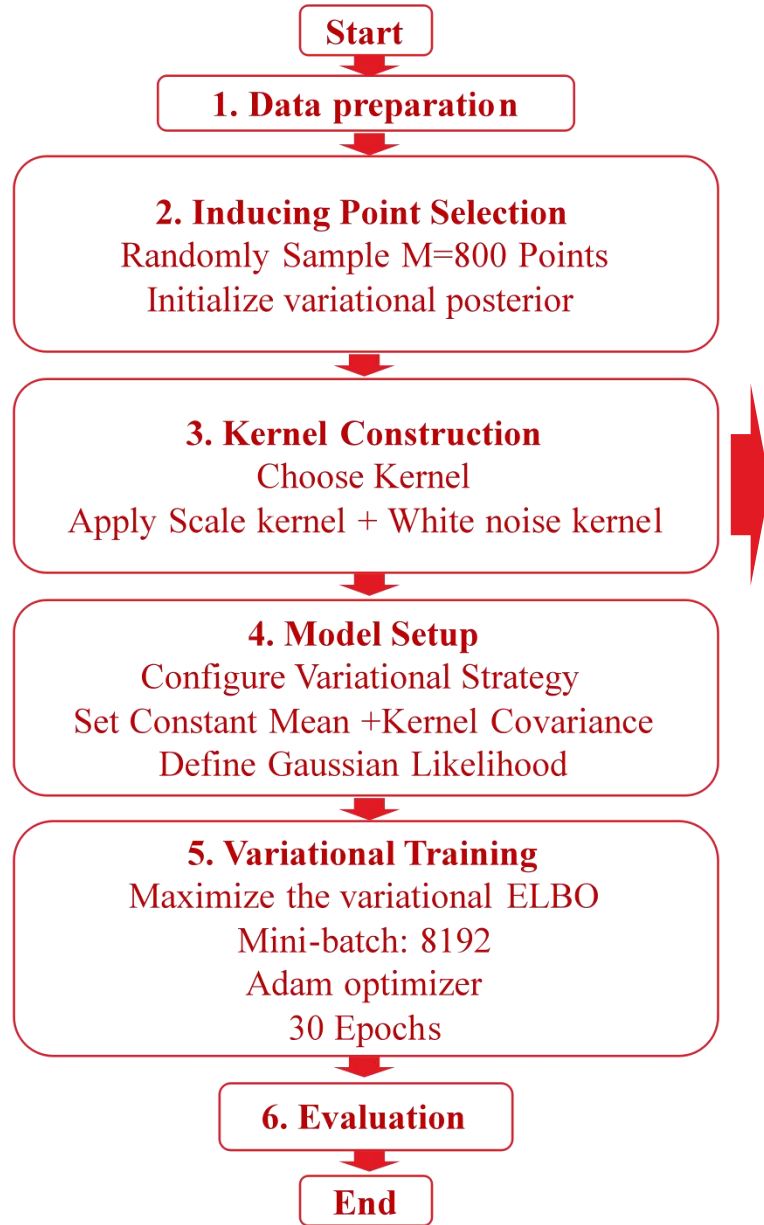 Start
1. Data preparation
2. Inducing Point Selection
Randomly Sample M=800 Points
Initialize variational posterior
3. Kernel Construction
Choose Kernel
Apply Scale kernel + White noise kernel
4. Model Setup
Configure Variational Strategy
Set Constant Mean +Kernel Covariance
Define Gaussian Likelihood
5. Variational Training
Maximize the variational ELBO
Mini-batch: 8192
Adam optimizer
30 Epochs
6. Evaluation
End